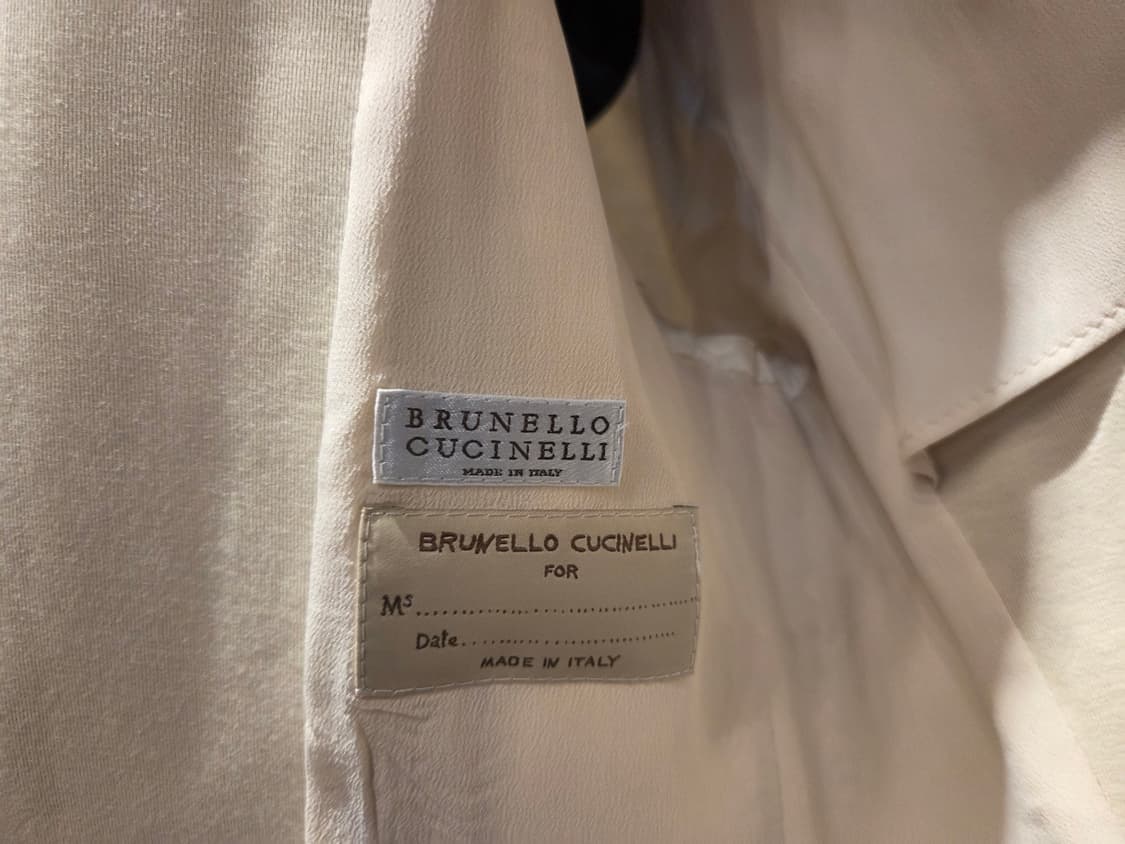 BRUNELLO
CUCINELLI
MADE IN ITALY
BRUNELLO CUCINELLI
FOR
Ms.......................................
Date..............................
MADE IN ITALY